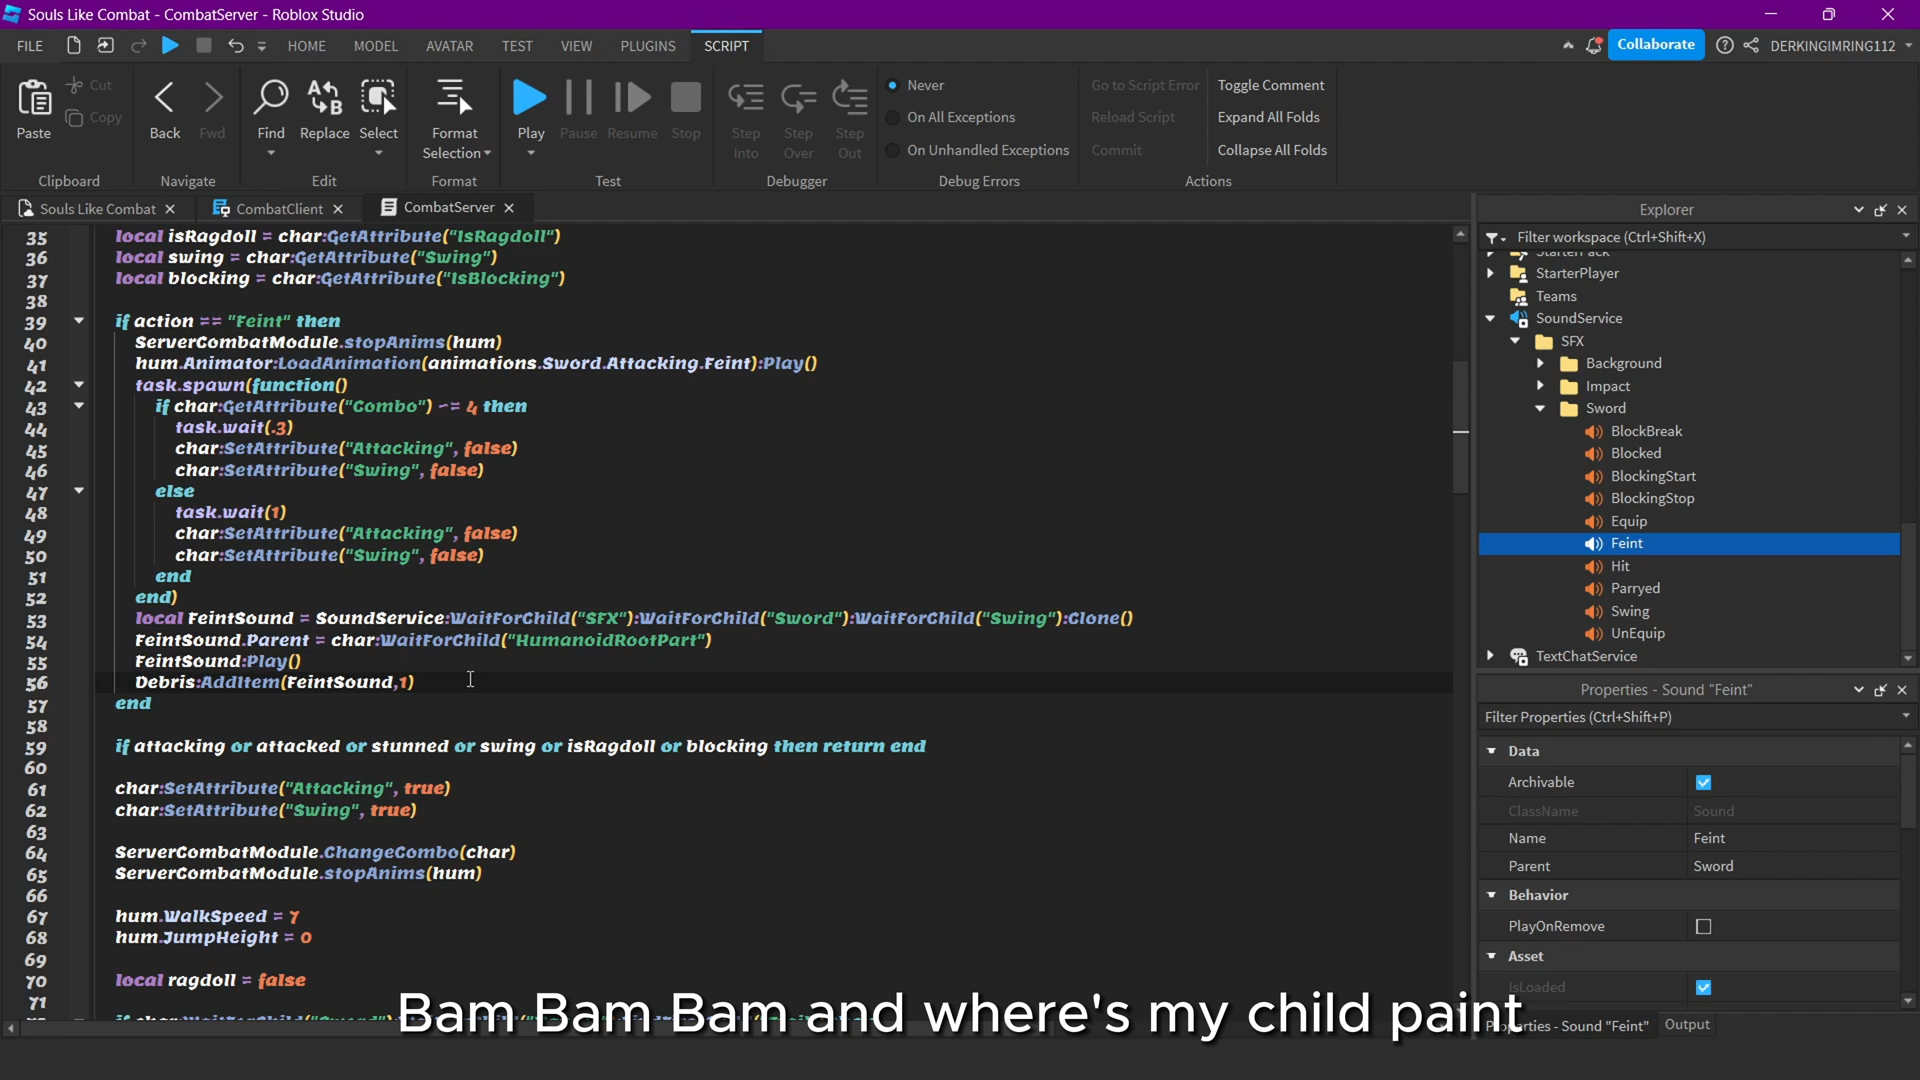 Souls Like Combat - CombatServer - Roblox Studio
FILE HOME MODEL AVATAR TEST VIEW PLUGINS SCRIPT Collaborate DERKINGIMRING112
Paste Cut Copy Back Fwd Find Replace Select Format Selection Play Pause Resume Stop Step Into Step Over Step Out
Never
On All Exceptions
On Unhandled Exceptions
Go to Script Error
Reload Script
Commit
Toggle Comment
Expand All Folds
Collapse All Folds
Clipboard Navigate Edit Format Test Debugger Debug Errors Actions
Souls Like Combat CombatClient CombatServer
35 local isRagdoll = char:GetAttribute("IsRagdoll")
36 local swing = char:GetAttribute("Swing")
37 local blocking = char:GetAttribute("IsBlocking")
38
39 if action == "Feint" then
40 ServerCombatModule.stopAnims(hum)
41 hum.Animator:LoadAnimation(animations.Sword.Attacking.Feint):Play()
42 task.spawn(function()
43 if char:GetAttribute("Combo") ~= 4 then
44 task.wait(.3)
45 char:SetAttribute("Attacking", false)
46 char:SetAttribute("Swing", false)
47 else
48 task.wait(1)
49 char:SetAttribute("Attacking", false)
50 char:SetAttribute("Swing", false)
51 end
52 end)
53 local FeintSound = SoundService:WaitForChild("SFX"):WaitForChild("Sword"):WaitForChild("Swing"):Clone()
54 FeintSound.Parent = char:WaitForChild("HumanoidRootPart")
55 FeintSound:Play()
56 Debris:AddItem(FeintSound,1)
57 end
58
59 if attacking or attacked or stunned or swing or isRagdoll or blocking then return end
60
61 char:SetAttribute("Attacking", true)
62 char:SetAttribute("Swing", true)
63
64 ServerCombatModule.ChangeCombo(char)
65 ServerCombatModule.stopAnims(hum)
66
67 hum.WalkSpeed = 7
68 hum.JumpHeight = 0
69
70 local ragdoll = false
71
Bam Bam Bam and where's my child paint
Explorer
Filter workspace (Ctrl+Shift+X)
StarterPack
StarterPlayer
Teams
SoundService
SFX
Background
Impact
Sword
BlockBreak
Blocked
BlockingStart
BlockingStop
Equip
Feint
Hit
Parryed
Swing
UnEquip
TextChatService
Properties - Sound "Feint"
Filter Properties (Ctrl+Shift+P)
Data
Archivable
ClassName Sound
Name Feint
Parent Sword
Behavior
PlayOnRemove
Asset
IsLoaded
Properties - Sound "Feint" Output